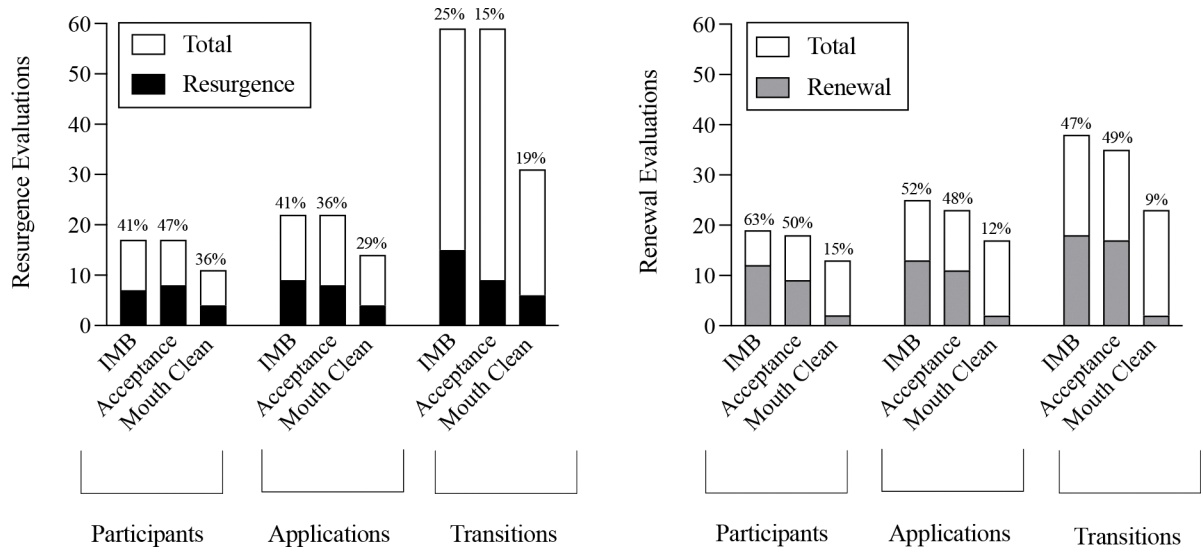 Resurgence Evaluations
60
50
40
30
20
10
0
Total
Resurgence
41%
47%
36%
41%
36%
29%
25%
15%
19%
IMB
Acceptance
Mouth Clean
IMB
Acceptance
Mouth Clean
IMB
Acceptance
Mouth Clean
Participants
Applications
Transitions
Renewal Evaluations
60
50
40
30
20
10
0
Total
Renewal
63%
50%
15%
52%
48%
12%
47%
49%
9%
IMB
Acceptance
Mouth Clean
IMB
Acceptance
Mouth Clean
IMB
Acceptance
Mouth Clean
Participants
Applications
Transitions